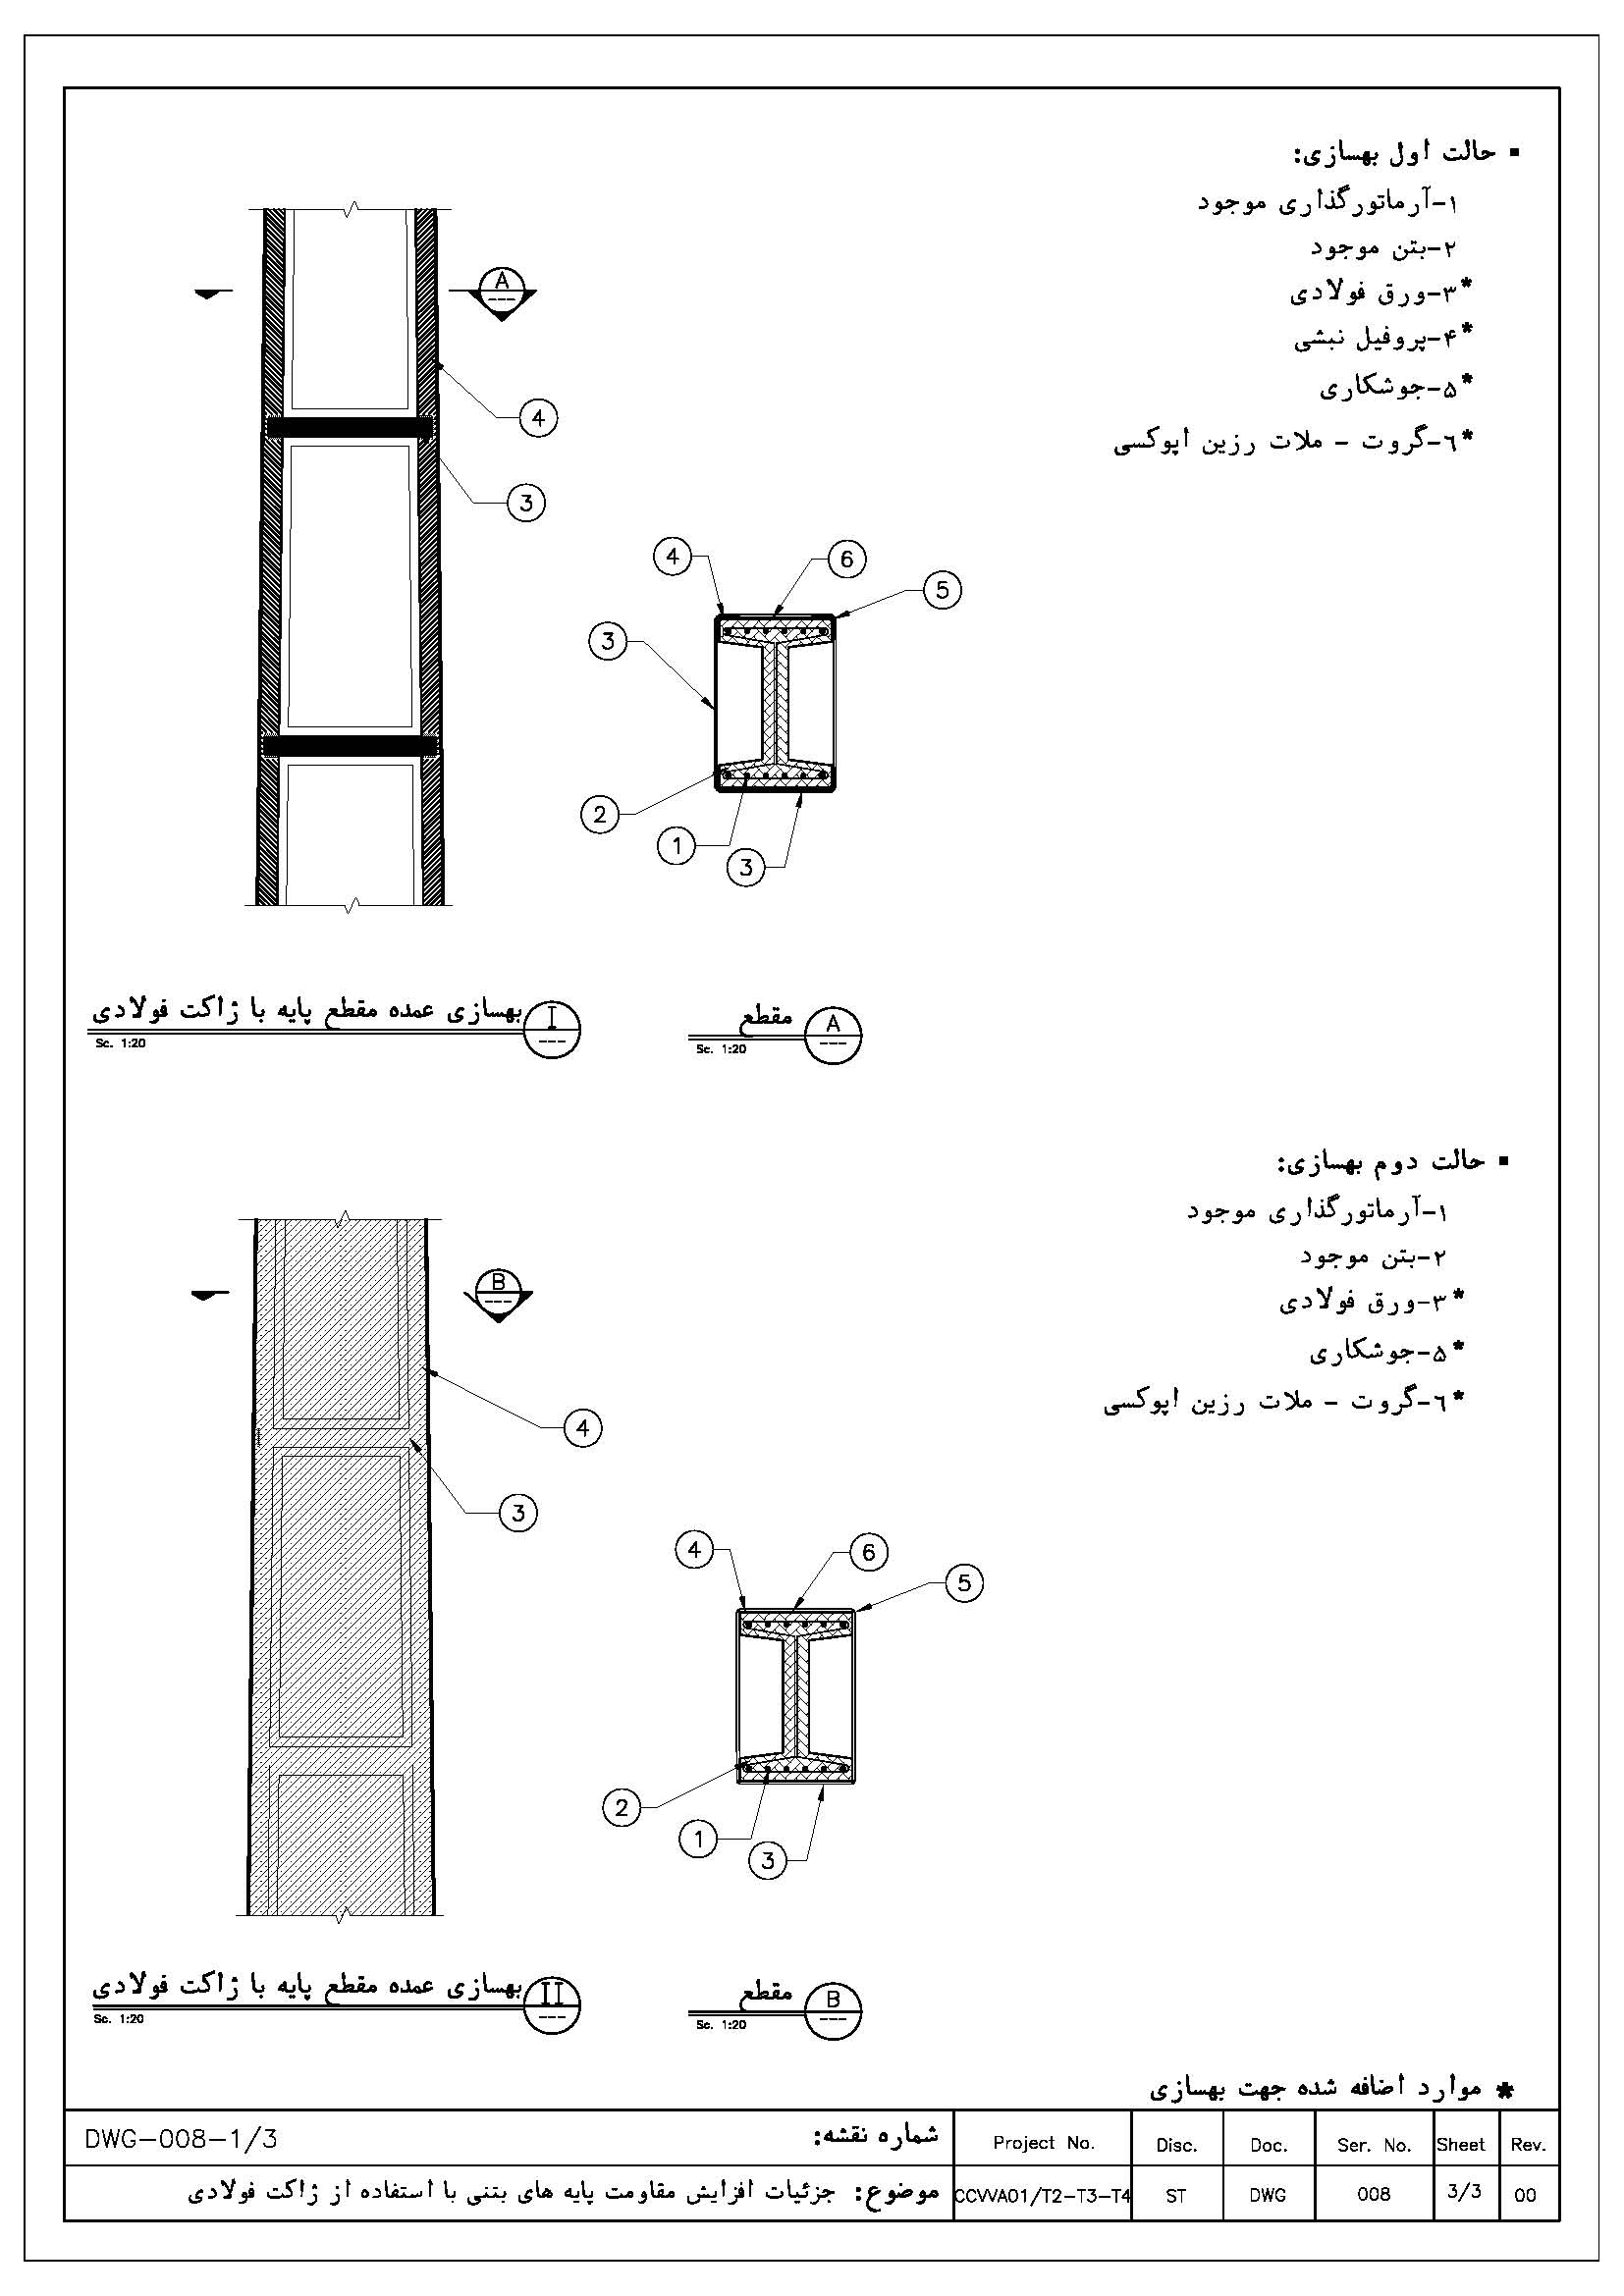 ▪ حالت اول بهسازی:
۱-آرماتورگذاری موجود
۲-بتن موجود
*۳-ورق فولادی
*۴-پروفیل نبشی
*۵-جوشکاری
*۶-گروت - ملات رزین اپوکسی
A
4
3
4
6
5
3
2
1
3
بهسازی عمده مقطع پایه با ژاکت فولادی I
Sc. 1:20
مقطع A
Sc. 1:20
▪ حالت دوم بهسازی:
۱-آرماتورگذاری موجود
۲-بتن موجود
*۳-ورق فولادی
*۵-جوشکاری
*۶-گروت - ملات رزین اپوکسی
B
4
3
4
6
5
2
1
3
بهسازی عمده مقطع پایه با ژاکت فولادی II
Sc. 1:20
مقطع B
Sc. 1:20
* موارد اضافه شده جهت بهسازی
شماره نقشه: DWG-008-1/3
موضوع: جزئیات افزایش مقاومت پایه های بتنی با استفاده از ژاکت فولادی
Project No. Disc. Doc. Ser. No. Sheet Rev.
CCWA01/T2-T3-T4 ST DWG 008 3/3 00